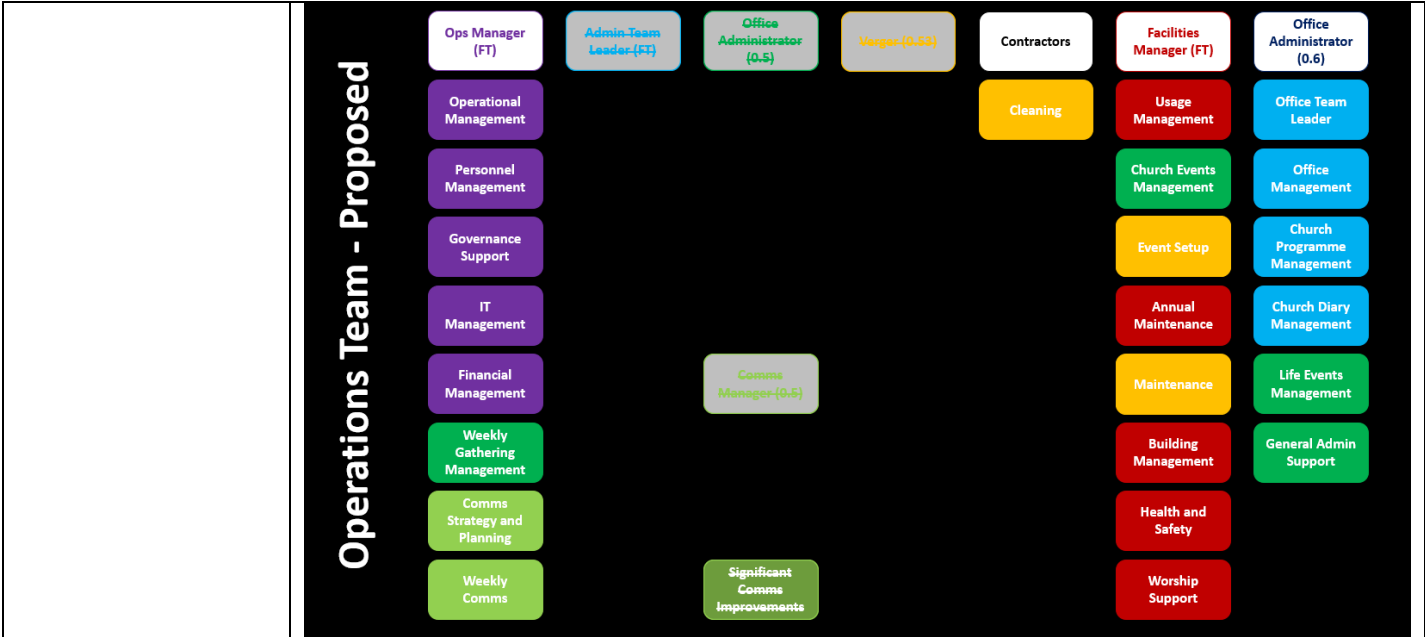 Operations Team - Proposed
Ops Manager
(FT)
Operational
Management
Personnel
Management
Governance
Support
IT
Management
Financial
Management
Weekly
Gathering
Management
Comms
Strategy and
Planning
Weekly
Comms
Admin Team
Leader (FT)
Office
Administrator
(0.5)
Comms
Manager (0.5)
Significant
Comms
Improvements
Verger
Contractors
Cleaning
Facilities
Manager (FT)
Usage
Management
Church Events
Management
Event Setup
Annual
Maintenance
Maintenance
Building
Management
Health and
Safety
Worship
Support
Office
Administrator
(0.6)
Office Team
Leader
Office
Management
Church
Programme
Management
Church Diary
Management
Life Events
Management
General Admin
Support